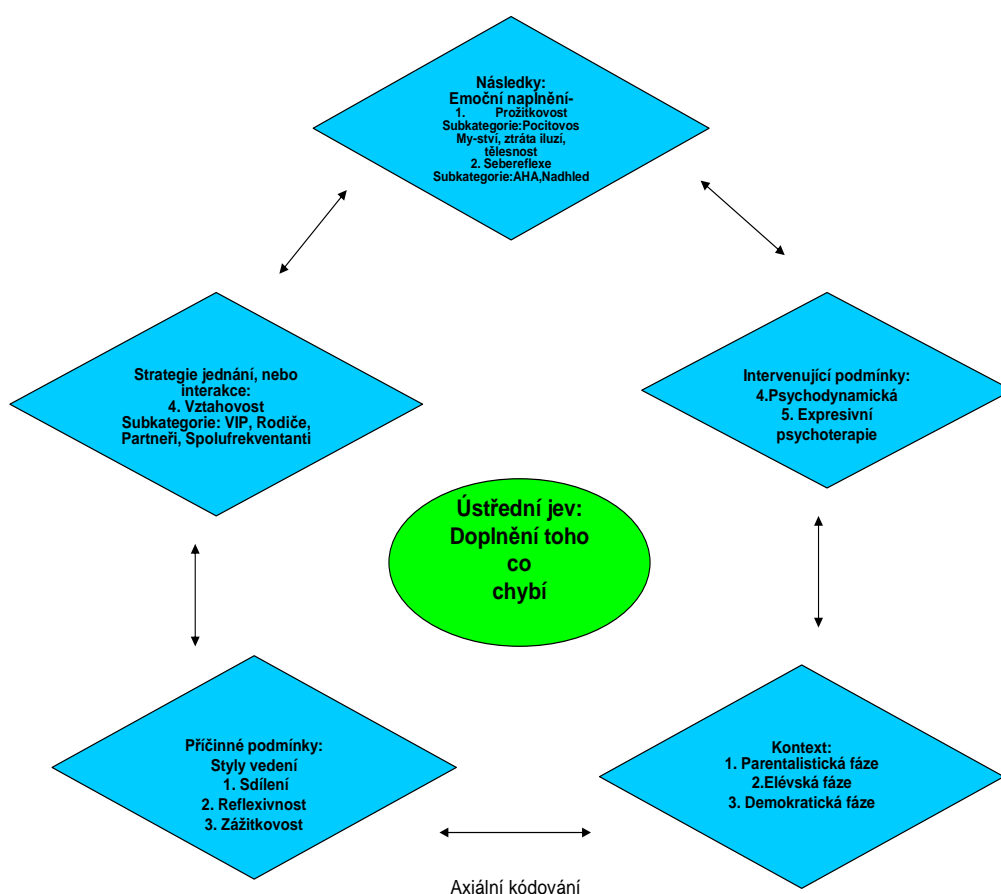 Následky:
Emoční naplnění-
1. Prožitkovost
Subkategorie:Pocitovos
My-ství, ztráta iluzí,
tělesnost
2. Sebereflexe
Subkategorie:AHA,Nadhled
Strategie jednání, nebo
interakce:
4. Vztahovost
Subkategorie: VIP, Rodiče,
Partneři, Spolufrekventanti
Intervenující podmínky:
4.Psychodynamická
5. Expresivní
psychoterapie
Ústřední jev:
Doplnění toho
co
chybí
Příčinné podmínky:
Styly vedení
1. Sdílení
2. Reflexivnost
3. Zážitkovost
Kontext:
1. Parentalistická fáze
2.Elévská fáze
3. Demokratická fáze
Axiální kódování